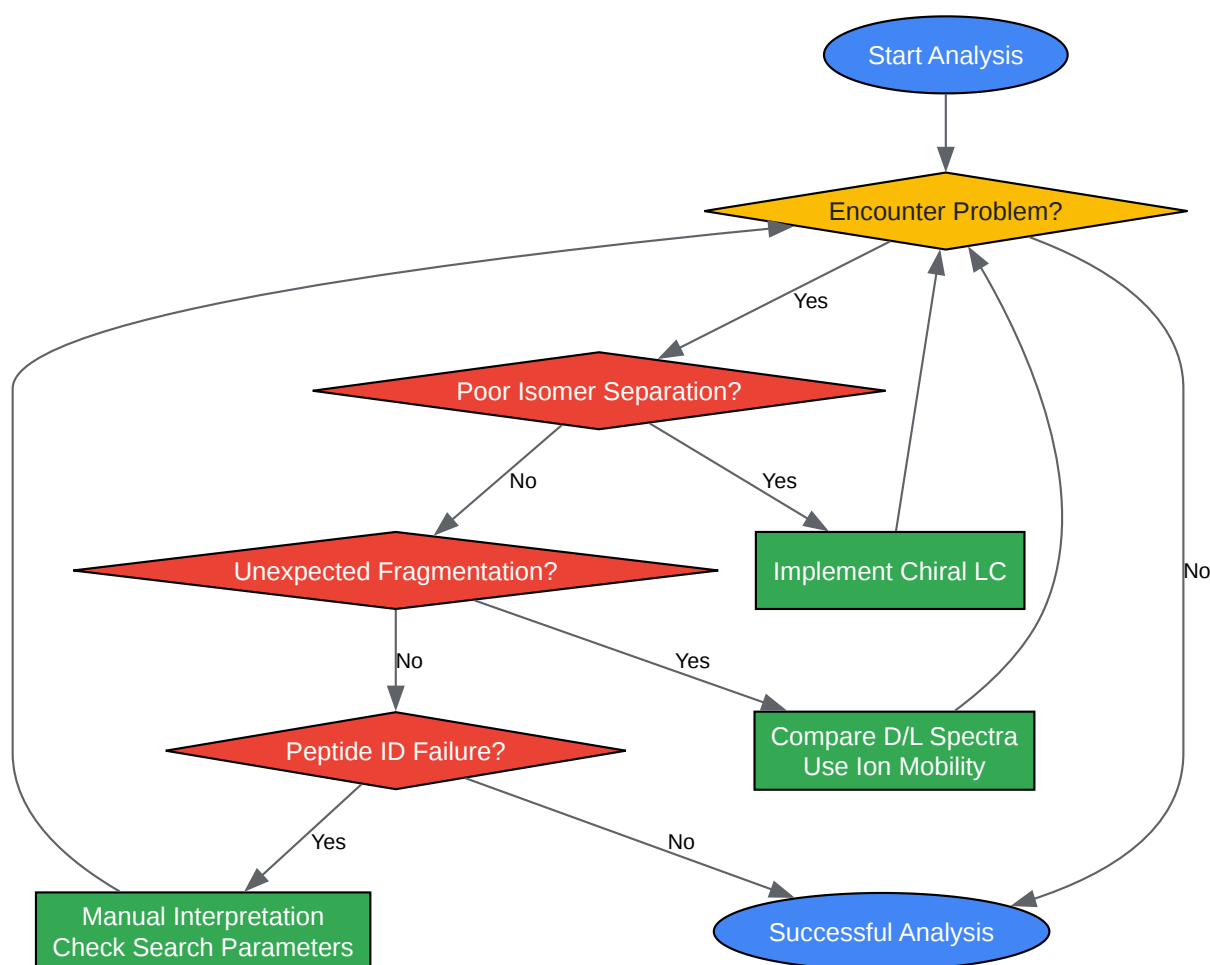 Start Analysis
Encounter Problem?
Yes
Poor Isomer Separation?
No
Yes
Unexpected Fragmentation?
Implement Chiral LC
No
No
Yes
Peptide ID Failure?
Compare D/L Spectra
Use Ion Mobility
Yes
No
Manual Interpretation
Check Search Parameters
Successful Analysis